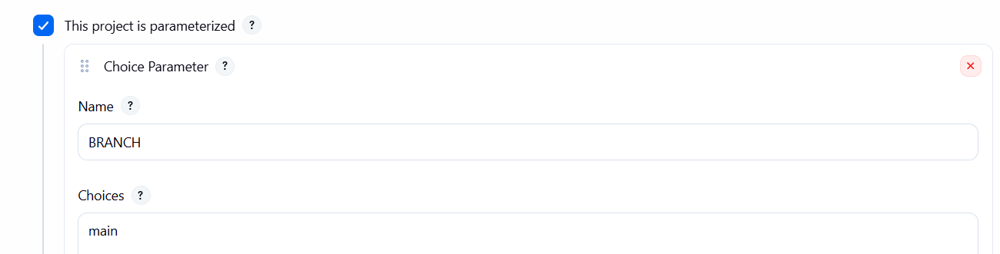 This project is parameterized ?
Choice Parameter ?
Name ?
BRANCH
Choices ?
main